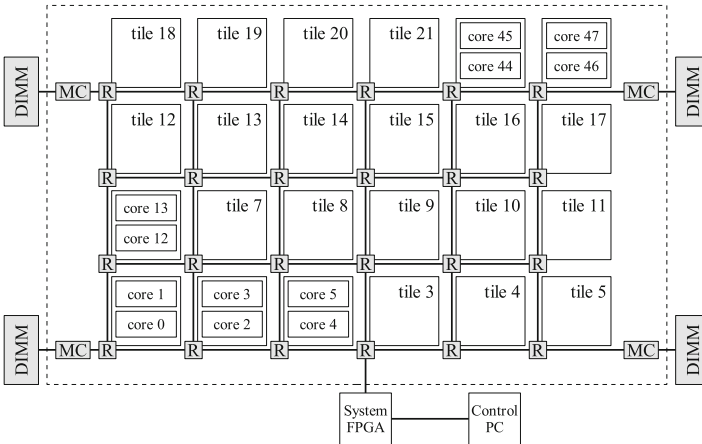 tile 18
tile 19
tile 20
tile 21
core 45
core 44
core 47
core 46
DIMM
MC
R
R
R
R
R
R
MC
DIMM
tile 12
tile 13
tile 14
tile 15
tile 16
tile 17
R
R
R
R
R
R
core 13
core 12
tile 7
tile 8
tile 9
tile 10
tile 11
R
R
R
R
R
R
core 1
core 0
core 3
core 2
core 5
core 4
tile 3
tile 4
tile 5
DIMM
MC
R
R
R
R
R
R
MC
DIMM
System
FPGA
Control
PC